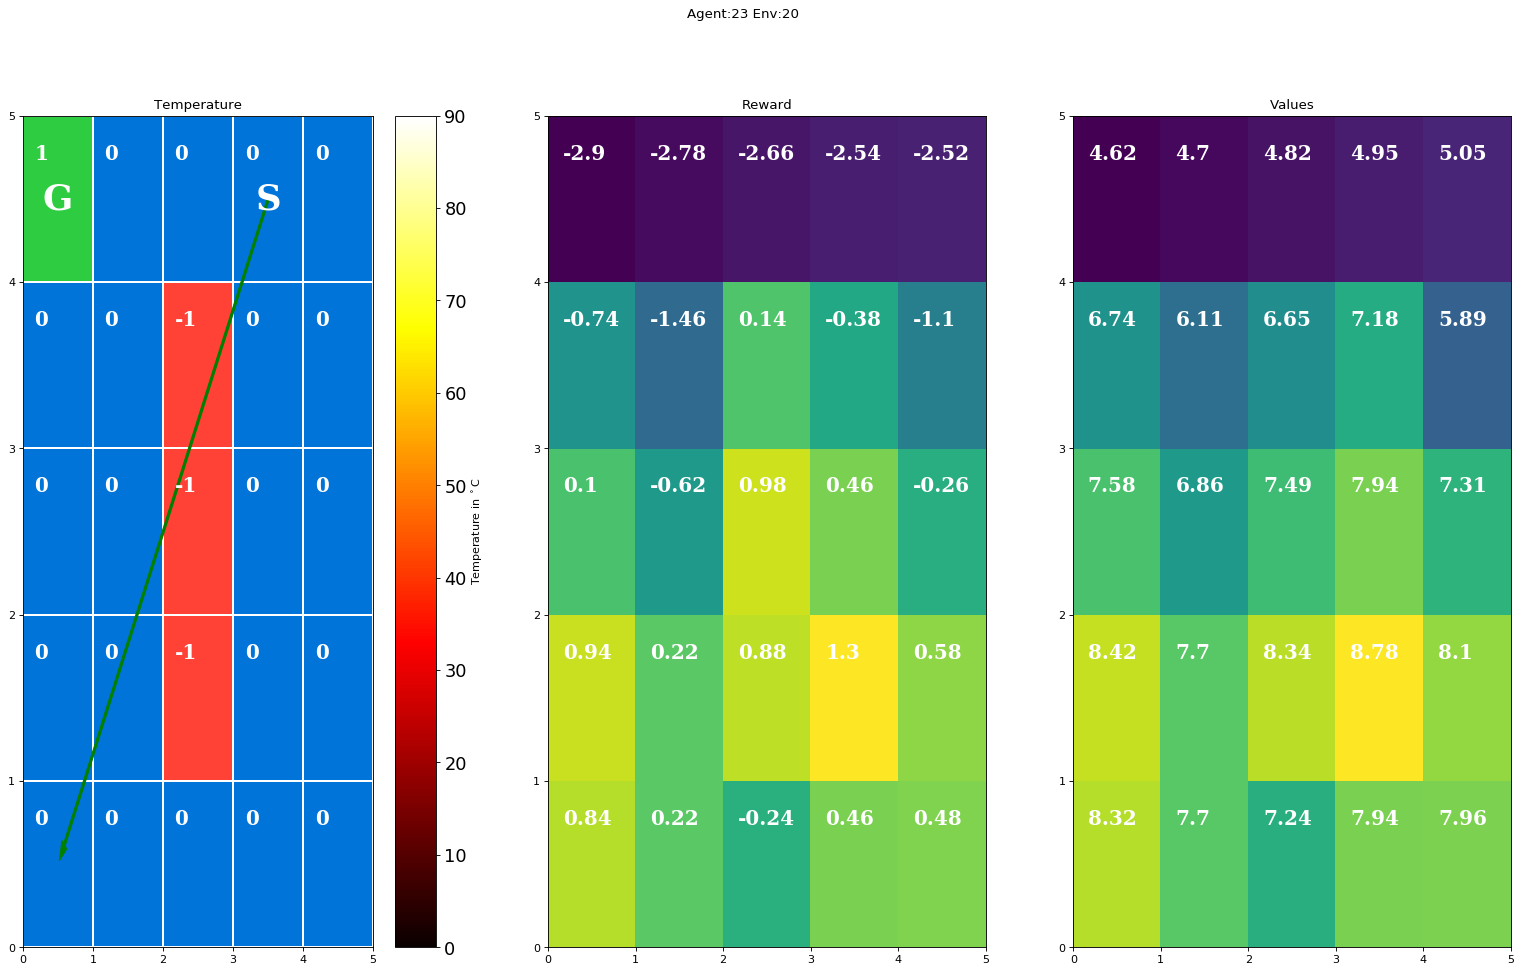 Agent:23 Env:20
Temperature
5
4
3
2
1
0
0 1 2 3 4 5
1 0 0 0 0
G S
0 0 -1 0 0
0 0 -1 0 0
0 0 -1 0 0
0 0 0 0 0
90
80
70
60
50
40
30
20
10
0
Temperature in °C
Reward
5
4
3
2
1
0
0 1 2 3 4 5
-2.9 -2.78 -2.66 -2.54 -2.52
-0.74 -1.46 0.14 -0.38 -1.1
0.1 -0.62 0.98 0.46 -0.26
0.94 0.22 0.88 1.3 0.58
0.84 0.22 -0.24 0.46 0.48
Values
5
4
3
2
1
0
0 1 2 3 4 5
4.62 4.7 4.82 4.95 5.05
6.74 6.11 6.65 7.18 5.89
7.58 6.86 7.49 7.94 7.31
8.42 7.7 8.34 8.78 8.1
8.32 7.7 7.24 7.94 7.96